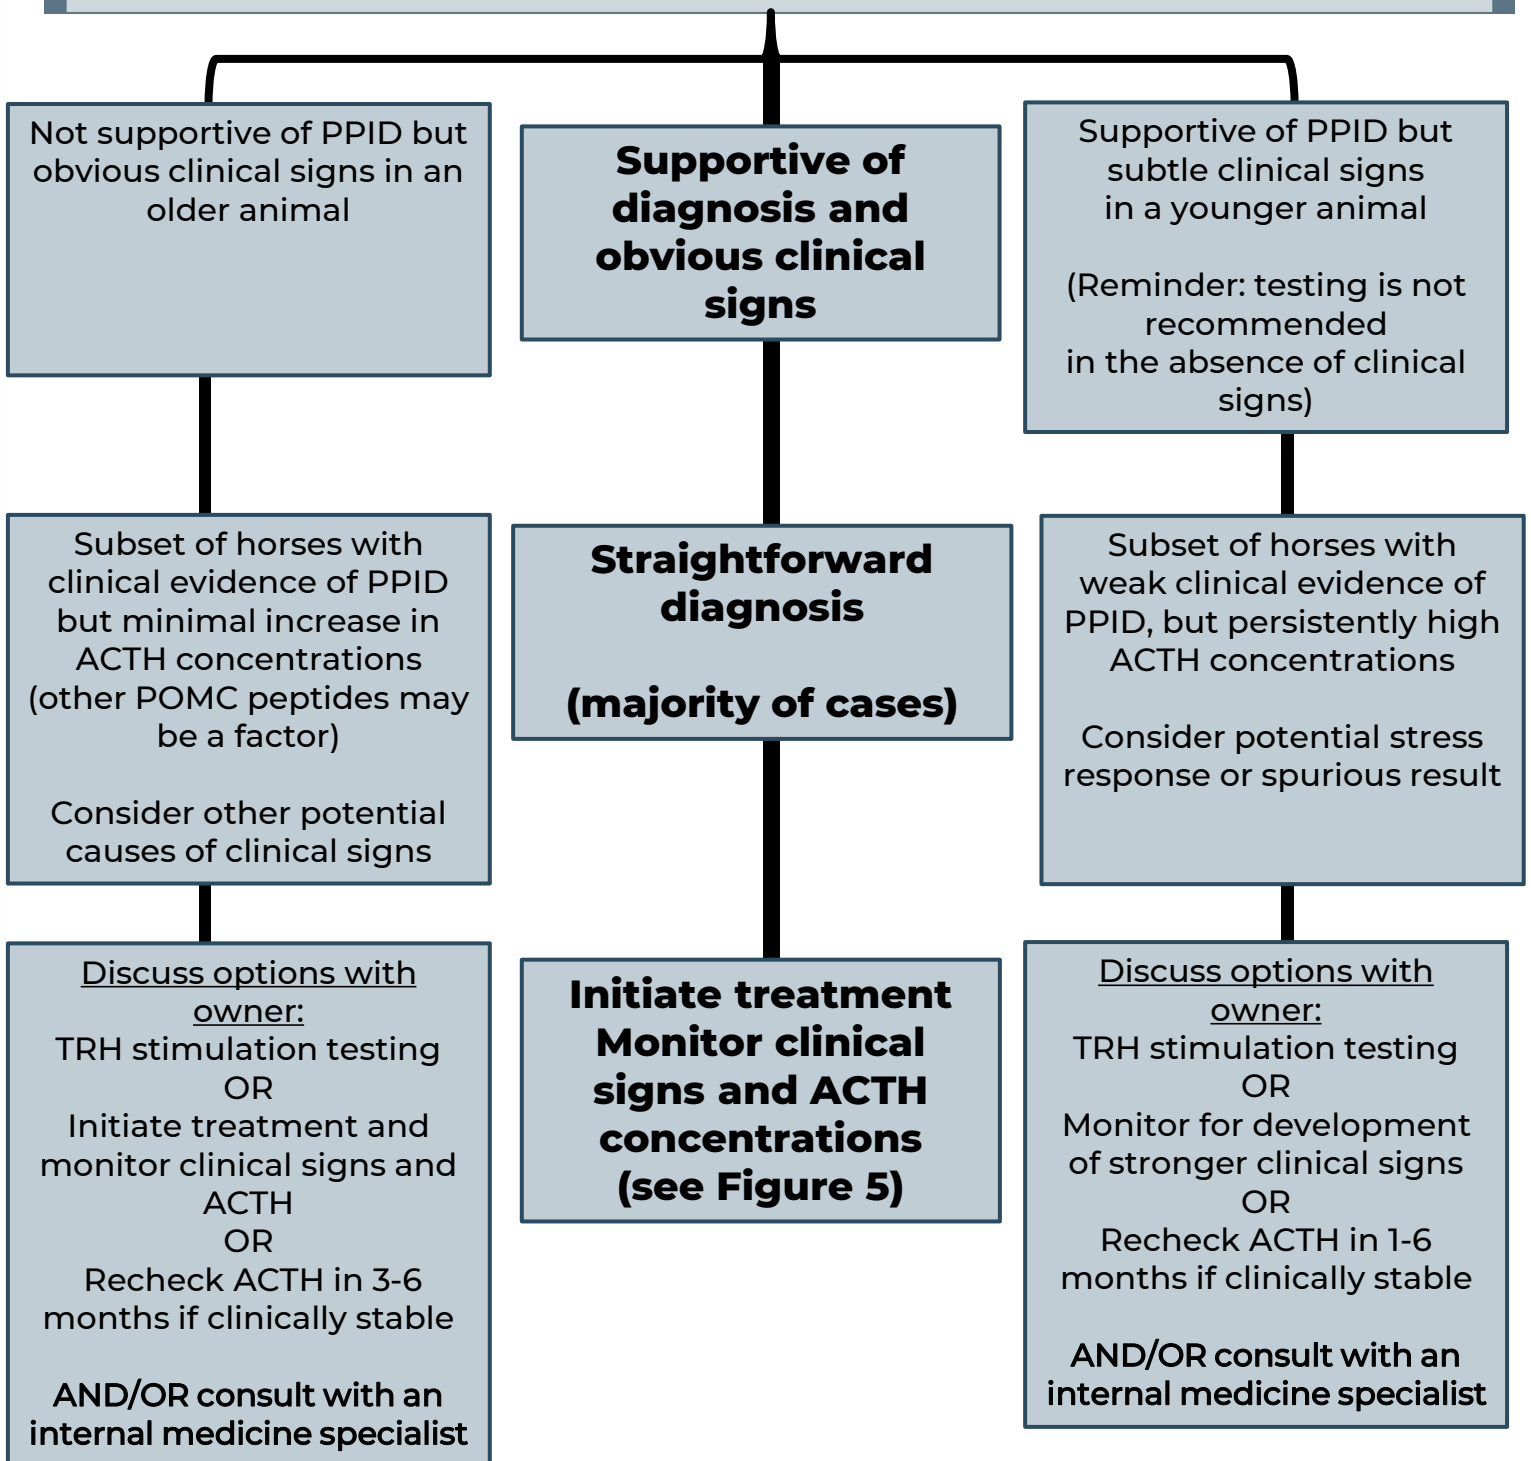 Not supportive of PPID but
obvious clinical signs in an
older animal
Supportive of
diagnosis and
obvious clinical
signs
Supportive of PPID but
subtle clinical signs
in a younger animal
(Reminder: testing is not
recommended
in the absence of clinical
signs)
Subset of horses with
clinical evidence of PPID
but minimal increase in
ACTH concentrations
(other POMC peptides may
be a factor)
Consider other potential
causes of clinical signs
Straightforward
diagnosis
(majority of cases)
Subset of horses with
weak clinical evidence of
PPID, but persistently high
ACTH concentrations
Consider potential stress
response or spurious result
Discuss options with
owner:
TRH stimulation testing
OR
Initiate treatment and
monitor clinical signs and
ACTH
OR
Recheck ACTH in 3-6
months if clinically stable
AND/OR consult with an
internal medicine specialist
Initiate treatment
Monitor clinical
signs and ACTH
concentrations
(see Figure 5)
Discuss options with
owner:
TRH stimulation testing
OR
Monitor for development
of stronger clinical signs
OR
Recheck ACTH in 1-6
months if clinically stable
AND/OR consult with an
internal medicine specialist